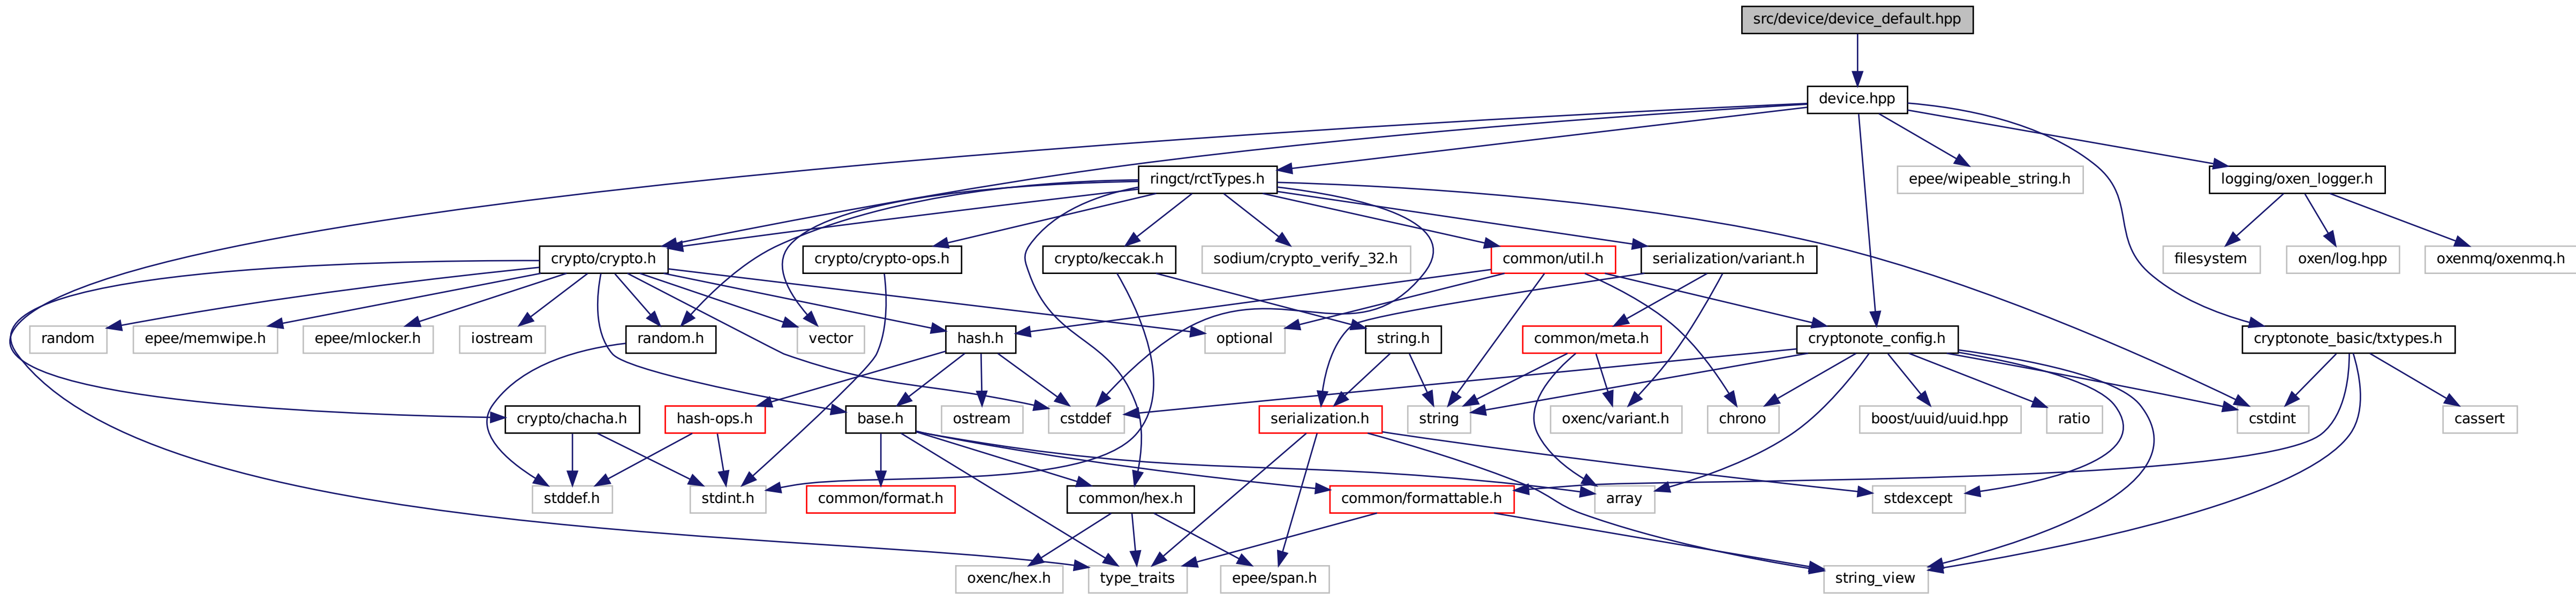 src/device/device_default.hpp
device.hpp
ringct/rctTypes.h
epee/wipeable_string.h
logging/oxen_logger.h
crypto/crypto.h
crypto/crypto-ops.h
crypto/keccak.h
sodium/crypto_verify_32.h
common/util.h
serialization/variant.h
filesystem
oxen/log.hpp
oxenmq/oxenmq.h
random
epee/memwipe.h
epee/mlocker.h
iostream
random.h
vector
hash.h
optional
string.h
common/meta.h
cryptonote_config.h
cryptonote_basic/txtypes.h
crypto/chacha.h
hash-ops.h
base.h
ostream
cstddef
serialization.h
string
oxenc/variant.h
chrono
boost/uuid/uuid.hpp
ratio
cstdint
cassert
stddef.h
stdint.h
common/format.h
common/hex.h
common/formattable.h
array
stdexcept
oxenc/hex.h
type_traits
epee/span.h
string_view